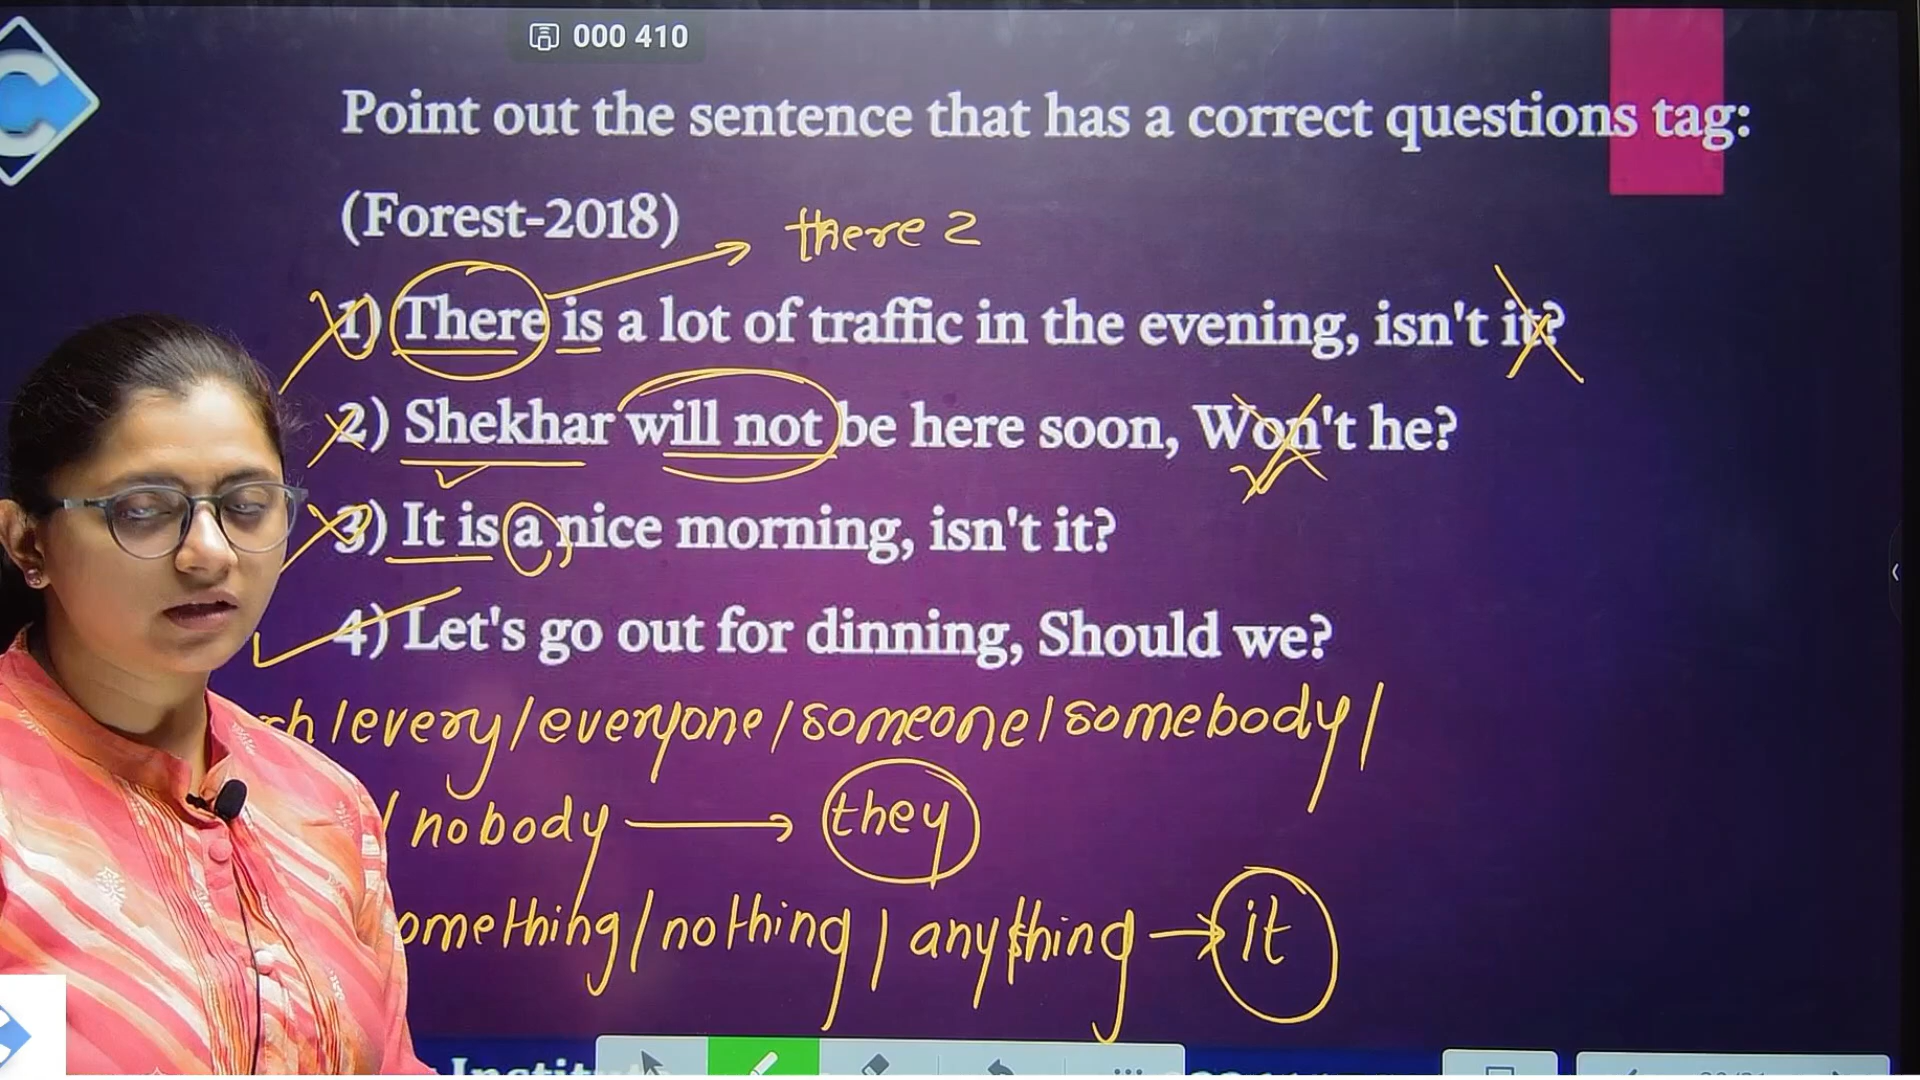 000 410
Point out the sentence that has a correct questions tag:
(Forest-2018)
there 2
1) There is a lot of traffic in the evening, isn't it?
2) Shekhar will not be here soon, Won't he?
3) It is a nice morning, isn't it?
4) Let's go out for dinning, Should we?
/every/everyone/someone/somebody/
/nobody → they
omething/nothing/anything → it